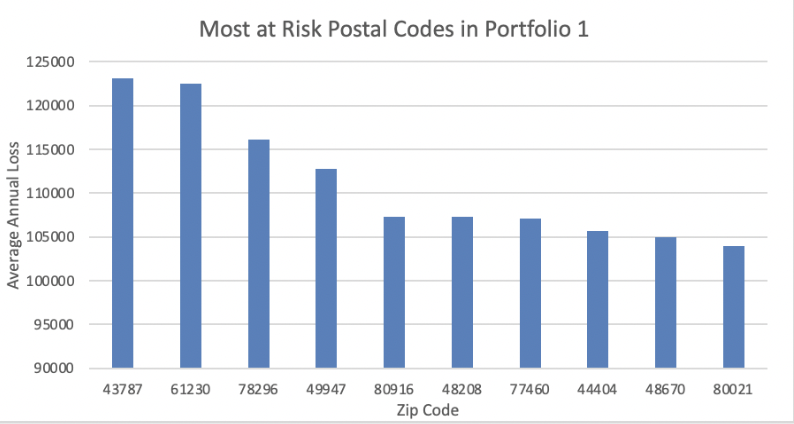 Most at Risk Postal Codes in Portfolio 1
125000
120000
115000
110000
105000
100000
95000
90000
Average Annual Loss
43787 61230 78296 49947 80916 48208 77460 44404 48670 80021
Zip Code